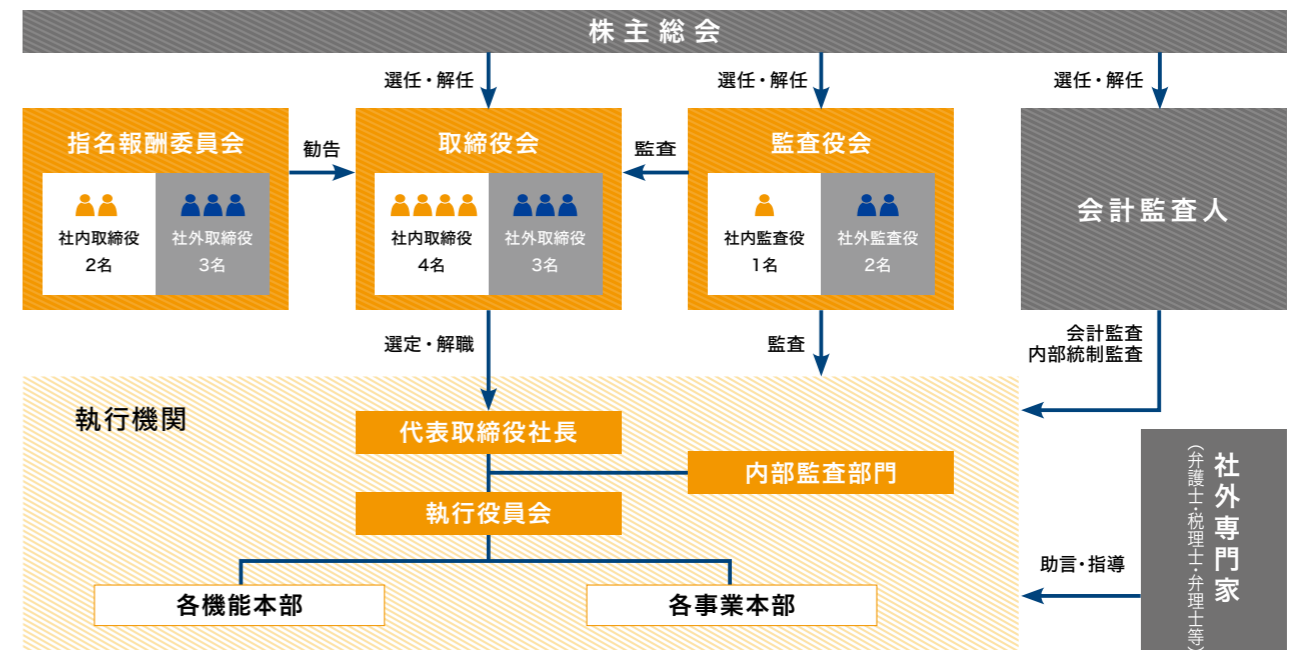 株主総会
選任・解任
選任・解任
選任・解任
指名報酬委員会
社内取締役
2名
社外取締役
3名
勧告
取締役会
社内取締役
4名
社外取締役
3名
監査
監査役会
社内監査役
1名
社外監査役
2名
会計監査人
選定・解職
監査
会計監査
内部統制監査
執行機関
代表取締役社長
内部監査部門
執行役員会
各機能本部
各事業本部
助言・指導
社外専門家
（弁護士・税理士・弁理士等）